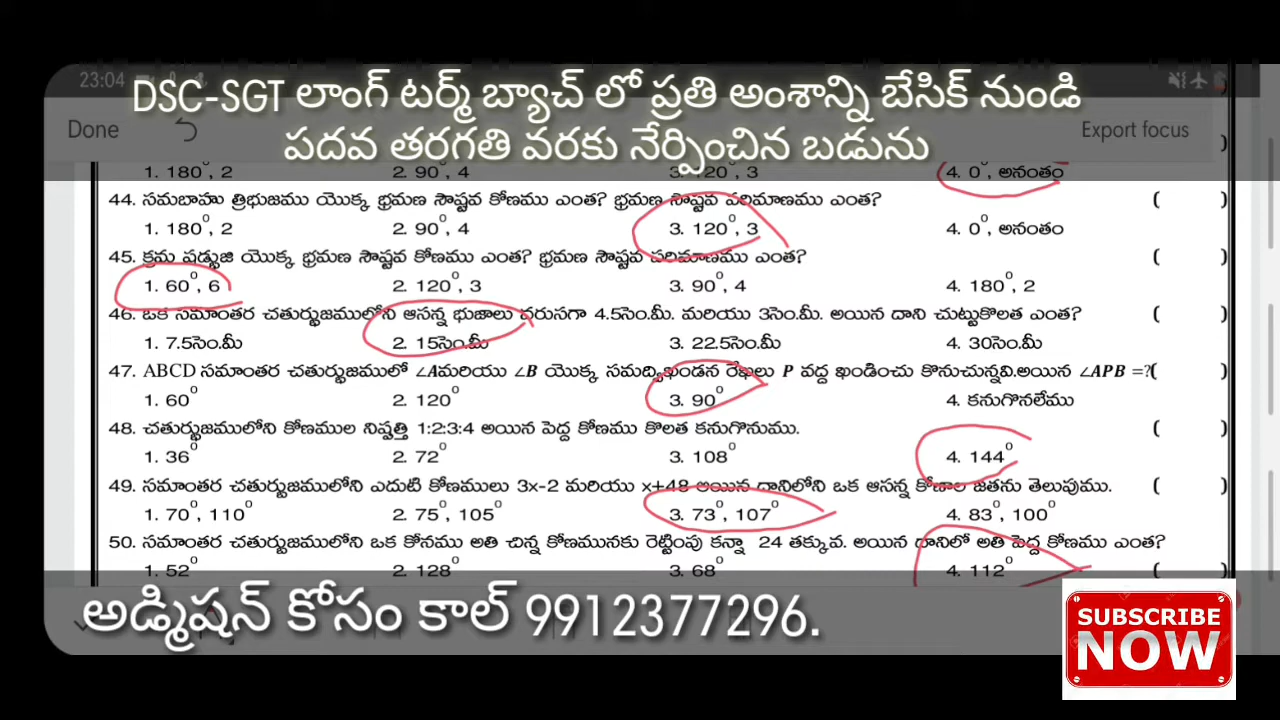 23:04
DSC-SGT లాంగ్ టర్మ్ బ్యాచ్ లో ప్రతి అంశాన్ని బేసిక్ నుండి
Done
Export focus
పదవ తరగతి వరకు నేర్పించిన బడును
1. 180°, 2 2. 90°, 4 3. 120°, 3 4. 0°, అనంతం
44. సమబాహు త్రిభుజము యొక్క భ్రమణ సౌష్టవ కోణము ఎంత? భ్రమణ సౌష్టవ పరిమాణము ఎంత? ( )
1. 180°, 2 2. 90°, 4 3. 120°, 3 4. 0°, అనంతం
45. క్రమ షడ్భుజి యొక్క భ్రమణ సౌష్టవ కోణము ఎంత? భ్రమణ సౌష్టవ పరిమాణము ఎంత? ( )
1. 60°, 6 2. 120°, 3 3. 90°, 4 4. 180°, 2
46. ఒక సమాంతర చతుర్భుజములోని ఆసన్న భుజాలు వరుసగా 4.5సెం.మీ. మరియు 3సెం.మీ. అయిన దాని చుట్టుకొలత ఎంత? ( )
1. 7.5సెం.మీ 2. 15సెం.మీ 3. 22.5సెం.మీ 4. 30సెం.మీ
47. ABCD సమాంతర చతుర్భుజములో ∠Aమరియు ∠B యొక్క సమద్విఖండన రేఖలు P వద్ద ఖండించు కొనుచున్నవి.అయిన ∠APB =?( )
1. 60° 2. 120° 3. 90° 4. కనుగొనలేము
48. చతుర్భుజములోని కోణముల నిష్పత్తి 1:2:3:4 అయిన పెద్ద కోణము కొలత కనుగొనుము. ( )
1. 36° 2. 72° 3. 108° 4. 144°
49. సమాంతర చతుర్భుజములోని ఎదుటి కోణములు 3x-2 మరియు x+48 అయిన దానిలోని ఒక ఆసన్న కోణాల జతను తెలుపుము. ( )
1. 70°, 110° 2. 75°, 105° 3. 73°, 107° 4. 83°, 100°
50. సమాంతర చతుర్భుజములోని ఒక కోనము అతి చిన్న కోణమునకు రెట్టింపు కన్నా 24 తక్కువ. అయిన దానిలో అతి పెద్ద కోణము ఎంత?
1. 52° 2. 128° 3. 68° 4. 112° ( )
అడ్మిషన్ కోసం కాల్ 9912377296.
SUBSCRIBE
NOW